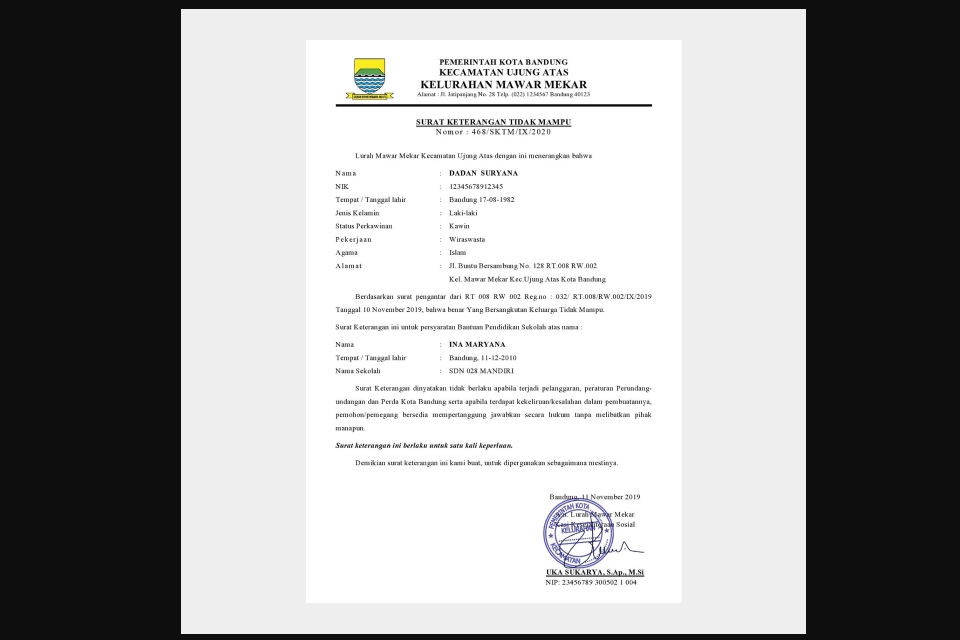 PEMERINTAH KOTA BANDUNG
KECAMATAN UJUNG ATAS
KELURAHAN MAWAR MEKAR
Alamat : Jl. Jatipanjang No. 28 Telp. (022) 1234567 Bandung 40123
SURAT KETERANGAN TIDAK MAMPU
Nomor : 468/SKTM/IX/2020
Lurah Mawar Mekar Kecamatan Ujung Atas dengan ini menerangkan bahwa
Nama : DADAN SURYANA
NIK : 12345678912345
Tempat / Tanggal lahir : Bandung 17-08-1982
Jenis Kelamin : Laki-laki
Status Perkawinan : Kawin
Pekerjaan : Wiraswasta
Agama : Islam
Alamat : Jl. Buntu Bersambung No. 128 RT.008 RW.002
Kel. Mawar Mekar Kec.Ujung Atas Kota Bandung
Berdasarkan surat pengantar dari RT 008 RW 002 Reg.no : 032/ RT.008/RW.002/IX/2019
Tanggal 10 November 2019, bahwa benar Yang Bersangkutan Keluarga Tidak Mampu.
Surat Keterangan ini untuk persyaratan Bantuan Pendidikan Sekolah atas nama :
Nama : INA MARYANA
Tempat / Tanggal lahir : Bandung, 11-12-2010
Nama Sekolah : SDN 028 MANDIRI
Surat Keterangan dinyatakan tidak berlaku apabila terjadi pelanggaran, peraturan Perundang-
undangan dan Perda Kota Bandung serta apabila terdapat kekeliruan/kesalahan dalam pembuatannya,
pemohon/pemegang bersedia mempertanggung jawabkan secara hukum tanpa melibatkan pihak
manapun.
Surat keterangan ini berlaku untuk satu kali keperluan.
Demikian surat keterangan ini kami buat, untuk dipergunakan sebagaimana mestinya.
Bandung, 11 November 2019
Lurah Mawar Mekar
Kasi Kesejahteraan Sosial
PEMERINTAH KOTA
KELURAHAN
KECAMATAN
UKA SUKARYA, S.Ap., M.Si
NIP: 23456789 300502 1 004